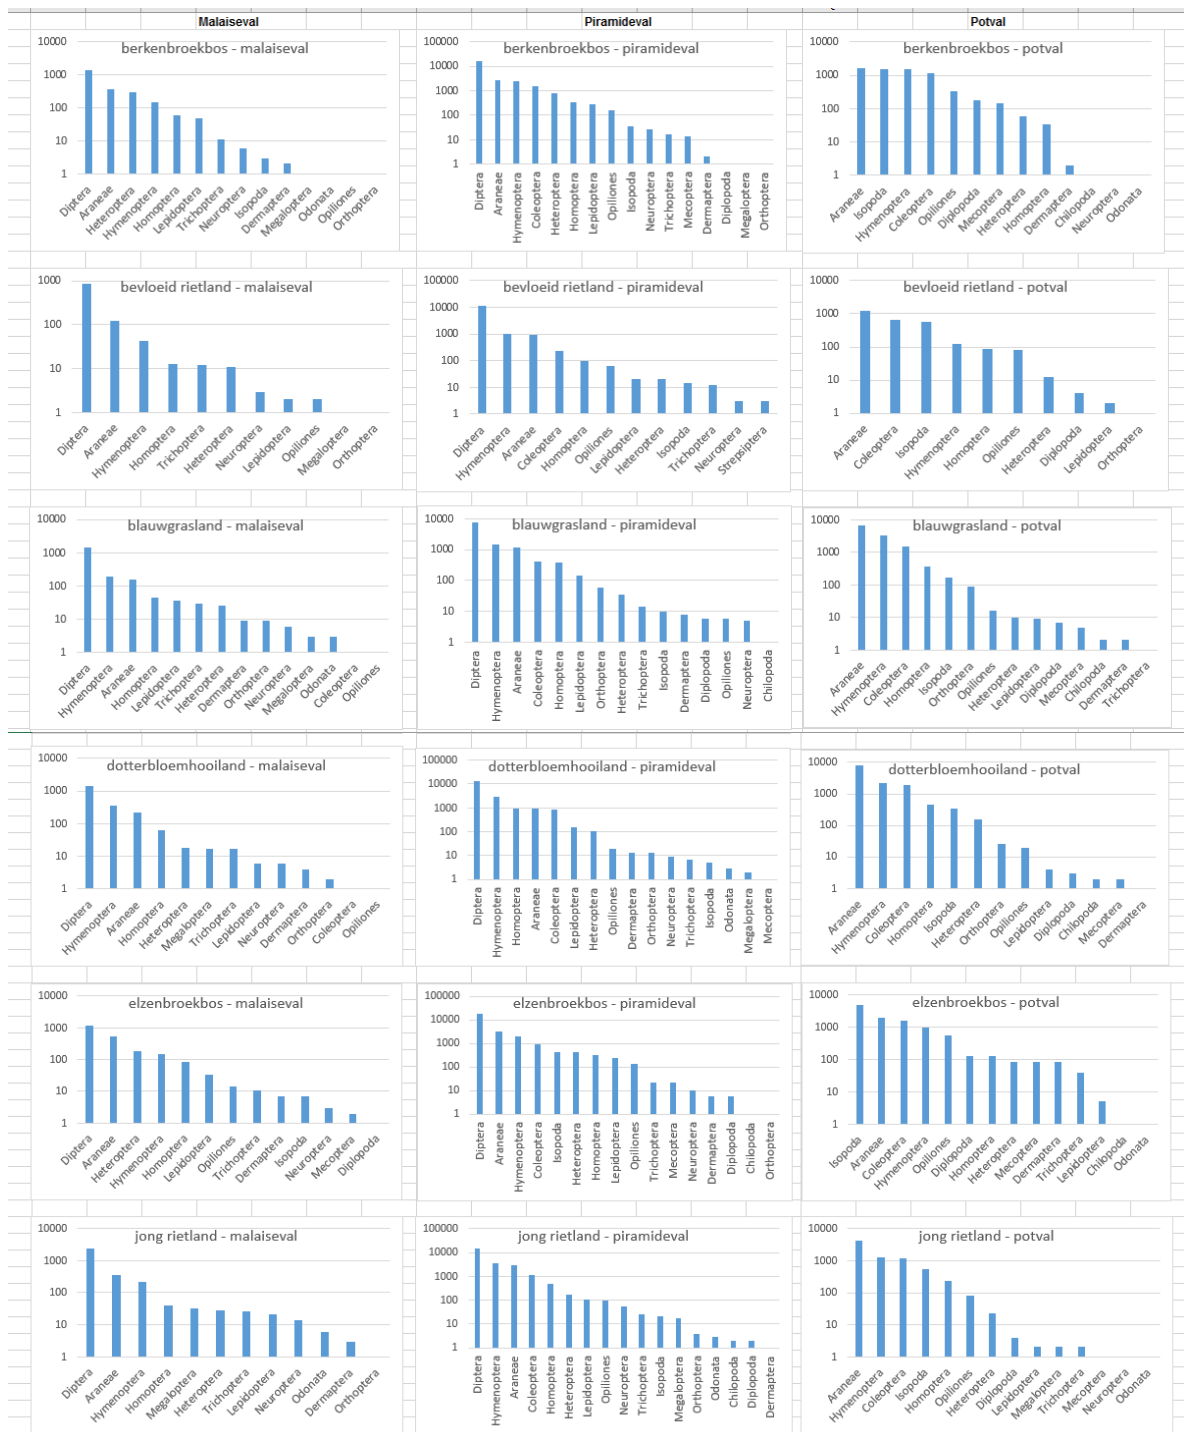 Malaiseval Piramideval Potval
berkenbroekbos - malaiseval
10000
1000
100
10
1
Diptera Araneae Heteroptera Hymenoptera Homoptera Lepidoptera Trichoptera Neuroptera Isopoda Dermaptera Megaloptera Odonata Opiliones Orthoptera
berkenbroekbos - piramideval
100000
10000
1000
100
10
1
Diptera Araneae Hymenoptera Coleoptera Heteroptera Homoptera Lepidoptera Opiliones Isopoda Neuroptera Trichoptera Mecoptera Dermaptera Diplopoda Megaloptera Orthoptera
berkenbroekbos - potval
10000
1000
100
10
1
Araneae Isopoda Hymenoptera Coleoptera Opiliones Diplopoda Mecoptera Heteroptera Homoptera Dermaptera Chilopoda Neuroptera Odonata
bevloeid rietland - malaiseval
1000
100
10
1
Diptera Araneae Hymenoptera Homoptera Trichoptera Heteroptera Neuroptera Lepidoptera Opiliones Megaloptera Orthoptera
bevloeid rietland - piramideval
100000
10000
1000
100
10
1
Diptera Hymenoptera Araneae Coleoptera Homoptera Opiliones Lepidoptera Heteroptera Isopoda Trichoptera Neuroptera Strepsiptera
bevloeid rietland - potval
10000
1000
100
10
1
Araneae Coleoptera Isopoda Hymenoptera Homoptera Opiliones Heteroptera Diplopoda Lepidoptera Orthoptera
blauwgrasland - malaiseval
10000
1000
100
10
1
Diptera Hymenoptera Araneae Homoptera Lepidoptera Trichoptera Heteroptera Dermaptera Orthoptera Neuroptera Megaloptera Odonata Coleoptera Opiliones
blauwgrasland - piramideval
10000
1000
100
10
1
Diptera Hymenoptera Araneae Coleoptera Homoptera Lepidoptera Orthoptera Heteroptera Trichoptera Isopoda Dermaptera Diplopoda Opiliones Neuroptera Chilopoda
blauwgrasland - potval
10000
1000
100
10
1
Araneae Hymenoptera Coleoptera Homoptera Isopoda Orthoptera Opiliones Heteroptera Lepidoptera Diplopoda Mecoptera Chilopoda Dermaptera Trichoptera
dotterbloemhooiland - malaiseval
10000
1000
100
10
1
Diptera Hymenoptera Araneae Homoptera Heteroptera Megaloptera Trichoptera Lepidoptera Neuroptera Dermaptera Orthoptera Coleoptera Opiliones
dotterbloemhooiland - piramideval
100000
10000
1000
100
10
1
Diptera Hymenoptera Homoptera Araneae Coleoptera Lepidoptera Heteroptera Opiliones Dermaptera Orthoptera Neuroptera Trichoptera Isopoda Odonata Megaloptera Mecoptera
dotterbloemhooiland - potval
10000
1000
100
10
1
Araneae Hymenoptera Coleoptera Homoptera Isopoda Heteroptera Orthoptera Opiliones Lepidoptera Diplopoda Chilopoda Mecoptera Dermaptera
elzenbroekbos - malaiseval
10000
1000
100
10
1
Diptera Araneae Heteroptera Hymenoptera Homoptera Lepidoptera Opiliones Trichoptera Dermaptera Isopoda Neuroptera Mecoptera Diplopoda
elzenbroekbos - piramideval
100000
10000
1000
100
10
1
Diptera Araneae Hymenoptera Coleoptera Isopoda Heteroptera Homoptera Lepidoptera Opiliones Trichoptera Mecoptera Neuroptera Dermaptera Diplopoda Chilopoda Orthoptera
elzenbroekbos - potval
10000
1000
100
10
1
Isopoda Araneae Coleoptera Hymenoptera Opiliones Diplopoda Homoptera Heteroptera Mecoptera Dermaptera Trichoptera Lepidoptera Chilopoda Odonata
jong rietland - malaiseval
10000
1000
100
10
1
Diptera Araneae Hymenoptera Homoptera Megaloptera Heteroptera Trichoptera Lepidoptera Neuroptera Odonata Dermaptera Orthoptera
jong rietland - piramideval
100000
10000
1000
100
10
1
Diptera Hymenoptera Araneae Coleoptera Homoptera Heteroptera Lepidoptera Opiliones Neuroptera Trichoptera Isopoda Megaloptera Orthoptera Odonata Chilopoda Diplopoda Dermaptera
jong rietland - potval
10000
1000
100
10
1
Araneae Hymenoptera Coleoptera Isopoda Homoptera Opiliones Heteroptera Diplopoda Lepidoptera Megaloptera Trichoptera Mecoptera Neuroptera Odonata